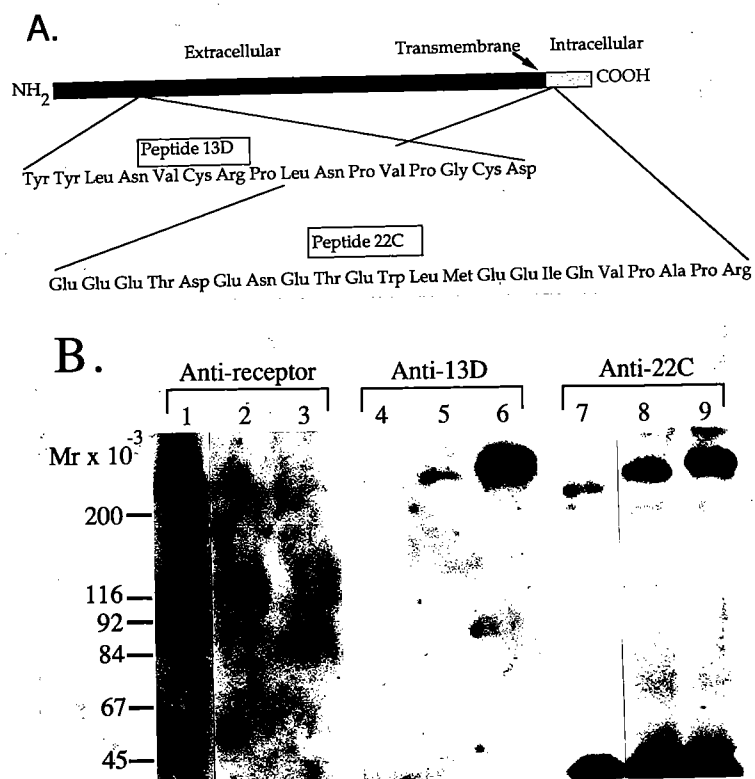 A.
Extracellular Transmembrane Intracellular
NH2 COOH
Peptide 13D
Tyr Tyr Leu Asn Val Cys Arg Pro Leu Asn Pro Val Pro Gly Cys Asp
Peptide 22C
Glu Glu Glu Thr Asp Glu Asn Glu Thr Glu Trp Leu Met Glu Glu Ile Gln Val Pro Ala Pro Arg
B.
Anti-receptor Anti-13D Anti-22C
1 2 3 4 5 6 7 8 9
Mr x 10-3
200
116
92
84
67
45